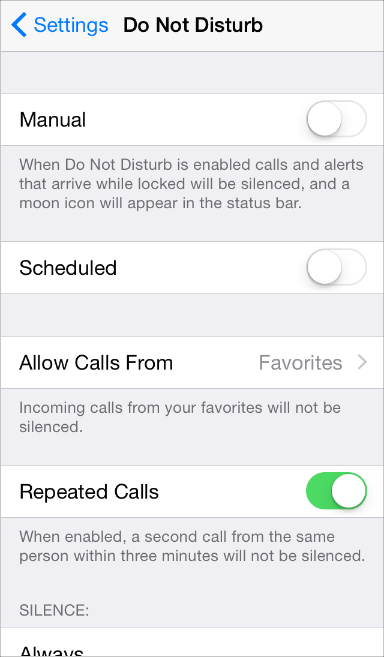 Settings Do Not Disturb
Manual
When Do Not Disturb is enabled calls and alerts
that arrive while locked will be silenced, and a
moon icon will appear in the status bar.
Scheduled
Allow Calls From Favorites
Incoming calls from your favorites will not be
silenced.
Repeated Calls
When enabled, a second call from the same
person within three minutes will not be silenced.
SILENCE:
Always